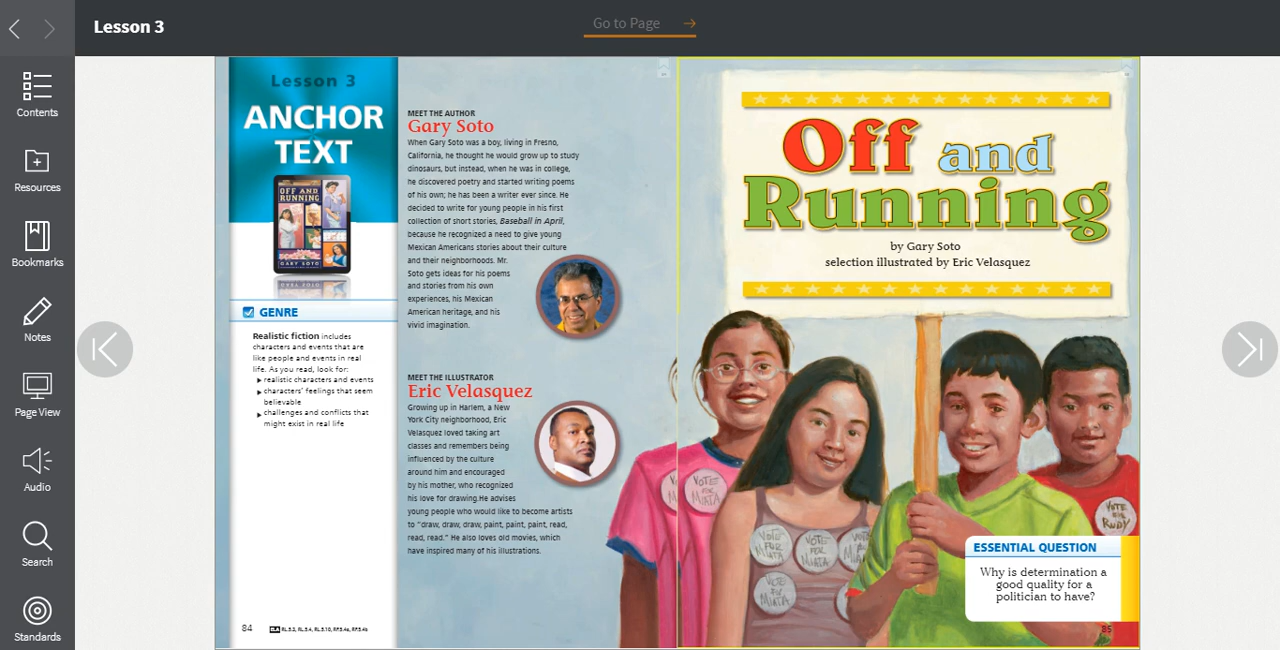 Lesson 3
Go to Page
Contents
Resources
Bookmarks
Notes
Page View
Audio
Search
Standards
Lesson 3
ANCHOR
TEXT
OFF AND
RUNNING
GARY SOTO
GENRE
Realistic fiction includes
characters and events that are
like people and events in real
life. As you read, look for:
▶ realistic characters and events
▶ characters' feelings that seem
believable
▶ challenges and conflicts that
might exist in real life
84
MEET THE AUTHOR
Gary Soto
When Gary Soto was a boy, living in Fresno,
California, he thought he would grow up to study
dinosaurs, but instead, when he was in college,
he discovered poetry and started writing poems
of his own; he has been a writer ever since. He
decided to write for young people in his first
collection of short stories, Baseball in April,
because he recognized a need to give young
Mexican Americans stories about their culture
and their neighborhoods. Mr.
Soto gets ideas for his poems
and stories from his own
experiences, his Mexican
American heritage, and his
vivid imagination.
MEET THE ILLUSTRATOR
Eric Velasquez
Growing up in Harlem, a New
York City neighborhood, Eric
Velasquez loved taking art
classes and remembers being
influenced by the culture
around him and encouraged
by his mother, who recognized
his love for drawing.He advises
young people who would like to become artists
to "draw, draw, draw, paint, paint, paint, read,
read, read." He also loves old movies, which
have inspired many of his illustrations.
Off and
Running
by Gary Soto
selection illustrated by Eric Velasquez
VOTE
FOR
MIATA
VOTE
FOR
MIATA
VOTE
FOR
MIATA
VOTE
FOR
MIATA
VOTE
FOR
RUDY
ESSENTIAL QUESTION
Why is determination a
good quality for a
politician to have?
85